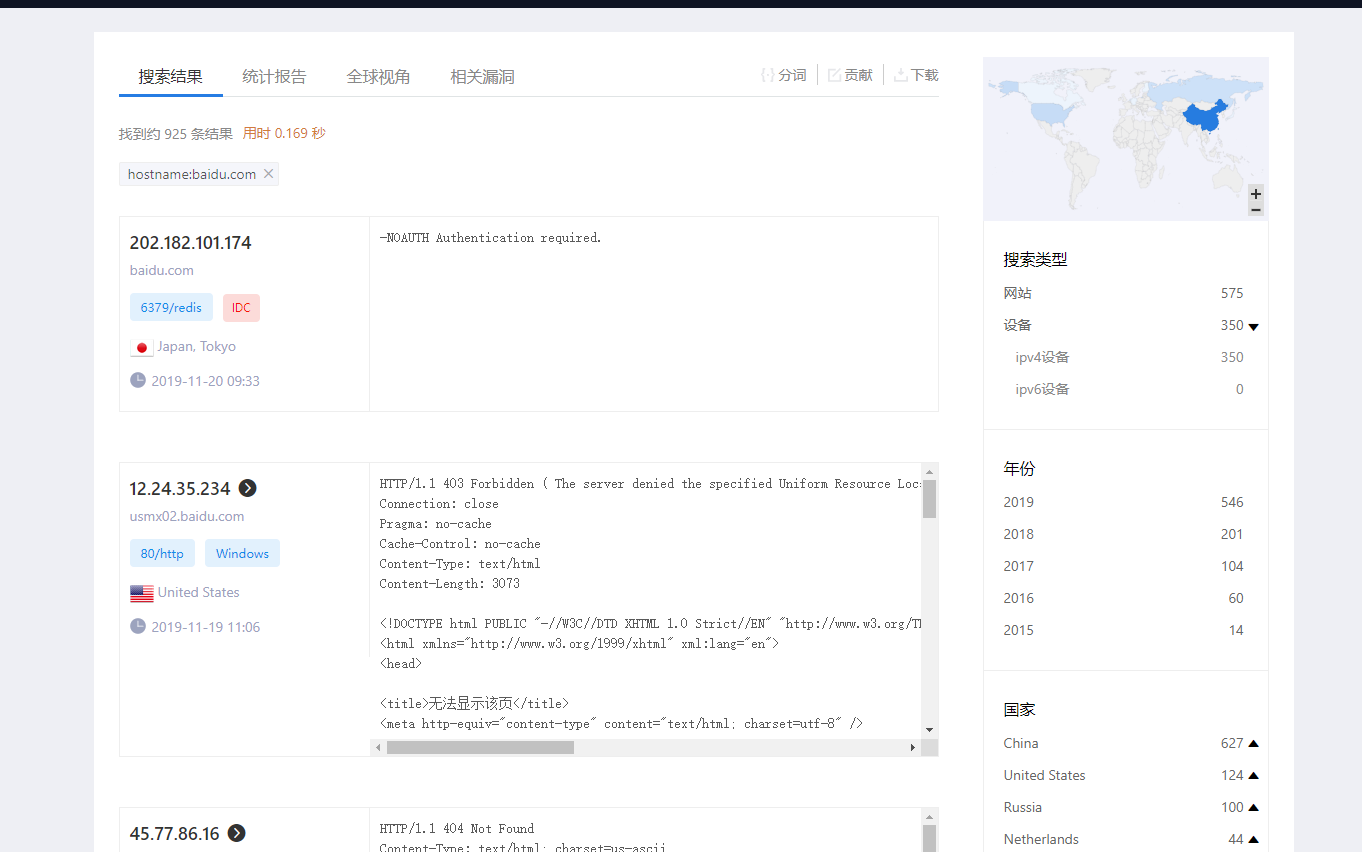 搜索结果 统计报告 全球视角 相关漏洞 分词 贡献 下载
找到约 925 条结果 用时 0.169 秒
hostname:baidu.com
202.182.101.174
baidu.com
6379/redis IDC
Japan, Tokyo
2019-11-20 09:33
-NOAUTH Authentication required.
12.24.35.234
usmx02.baidu.com
80/http Windows
United States
2019-11-19 11:06
HTTP/1.1 403 Forbidden ( The server denied the specified Uniform Resource Loc
Connection: close
Pragma: no-cache
Cache-Control: no-cache
Content-Type: text/html
Content-Length: 3073
<!DOCTYPE html PUBLIC "-//W3C//DTD XHTML 1.0 Strict//EN" "http://www.w3.org/T
<html xmlns="http://www.w3.org/1999/xhtml" xml:lang="en">
<head>
<title>无法显示该页</title>
<meta http-equiv="content-type" content="text/html; charset=utf-8" />
45.77.86.16
HTTP/1.1 404 Not Found
Content-Type: text/html; charset=us-ascii
+
−
搜索类型
网站 575
设备 350
ipv4设备 350
ipv6设备 0
年份
2019 546
2018 201
2017 104
2016 60
2015 14
国家
China 627
United States 124
Russia 100
Netherlands 44